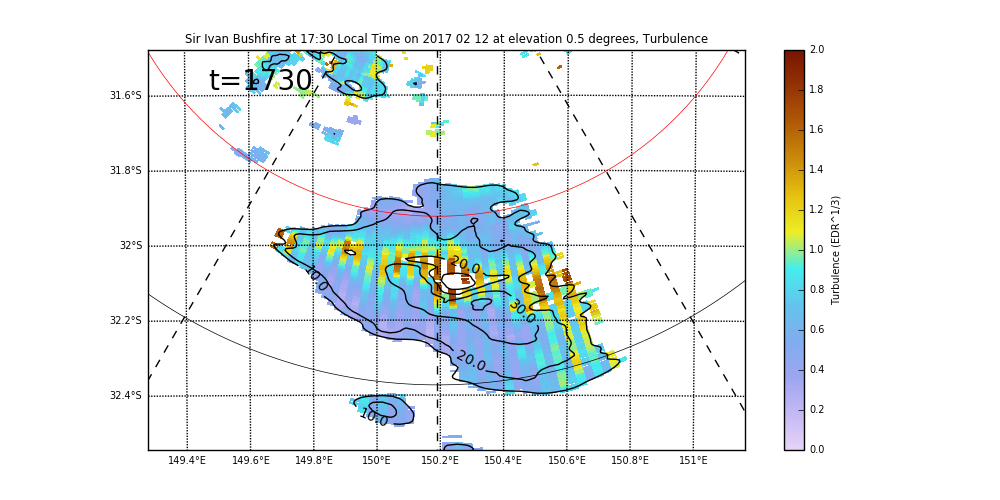 Sir Ivan Bushfire at 17:30 Local Time on 2017 02 12 at elevation 0.5 degrees, Turbulence
t=1730
31.6°S
31.8°S
32°S
32.2°S
32.4°S
20.0
10.0
30.0
20.0
10.0
149.4°E 149.6°E 149.8°E 150°E 150.2°E 150.4°E 150.6°E 150.8°E 151°E
2.0
1.8
1.6
1.4
1.2
1.0
0.8
0.6
0.4
0.2
0.0
Turbulence (EDR^1/3)